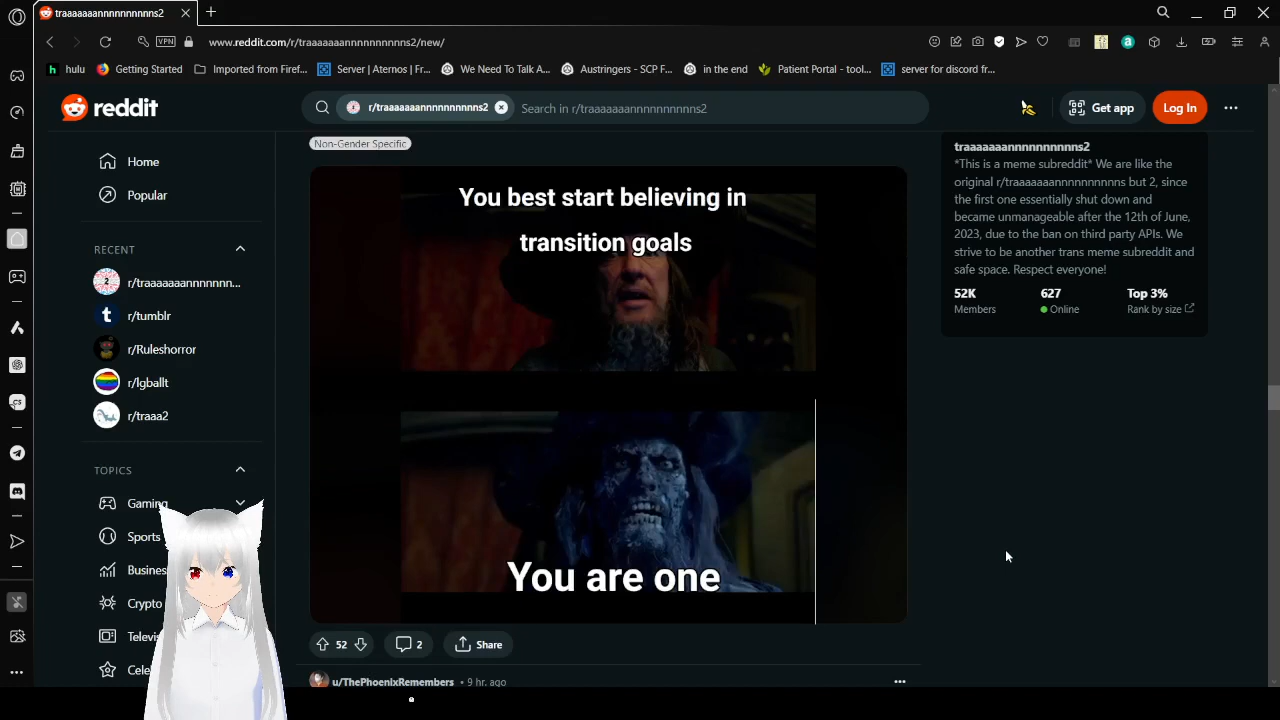 traaaaaaannnnnnnnnns2
VPN
www.reddit.com/r/traaaaaaannnnnnnnnns2/new/
hulu
Getting Started
Imported from Firef...
Server | Aternos | Fr...
We Need To Talk A...
Austringers - SCP F...
in the end
Patient Portal - tool...
server for discord fr...
reddit
r/traaaaaaannnnnnnnnns2
Search in r/traaaaaaannnnnnnnnns2
Get app
Log In
Home
Popular
RECENT
r/traaaaaaannnnnnn...
r/tumblr
r/Ruleshorror
r/lgballt
r/traaa2
TOPICS
Gaming
Sports
Busines
Crypto
Televi
Cele
Non-Gender Specific
You best start believing in
transition goals
You are one
52
2
Share
u/ThePhoenixRemembers • 9 hr. ago
traaaaaaannnnnnnnnns2
*This is a meme subreddit* We are like the
original r/traaaaaaannnnnnnnnns but 2, since
the first one essentially shut down and
became unmanageable after the 12th of June,
2023, due to the ban on third party APIs. We
strive to be another trans meme subreddit and
safe space. Respect everyone!
52K
Members
627
Online
Top 3%
Rank by size